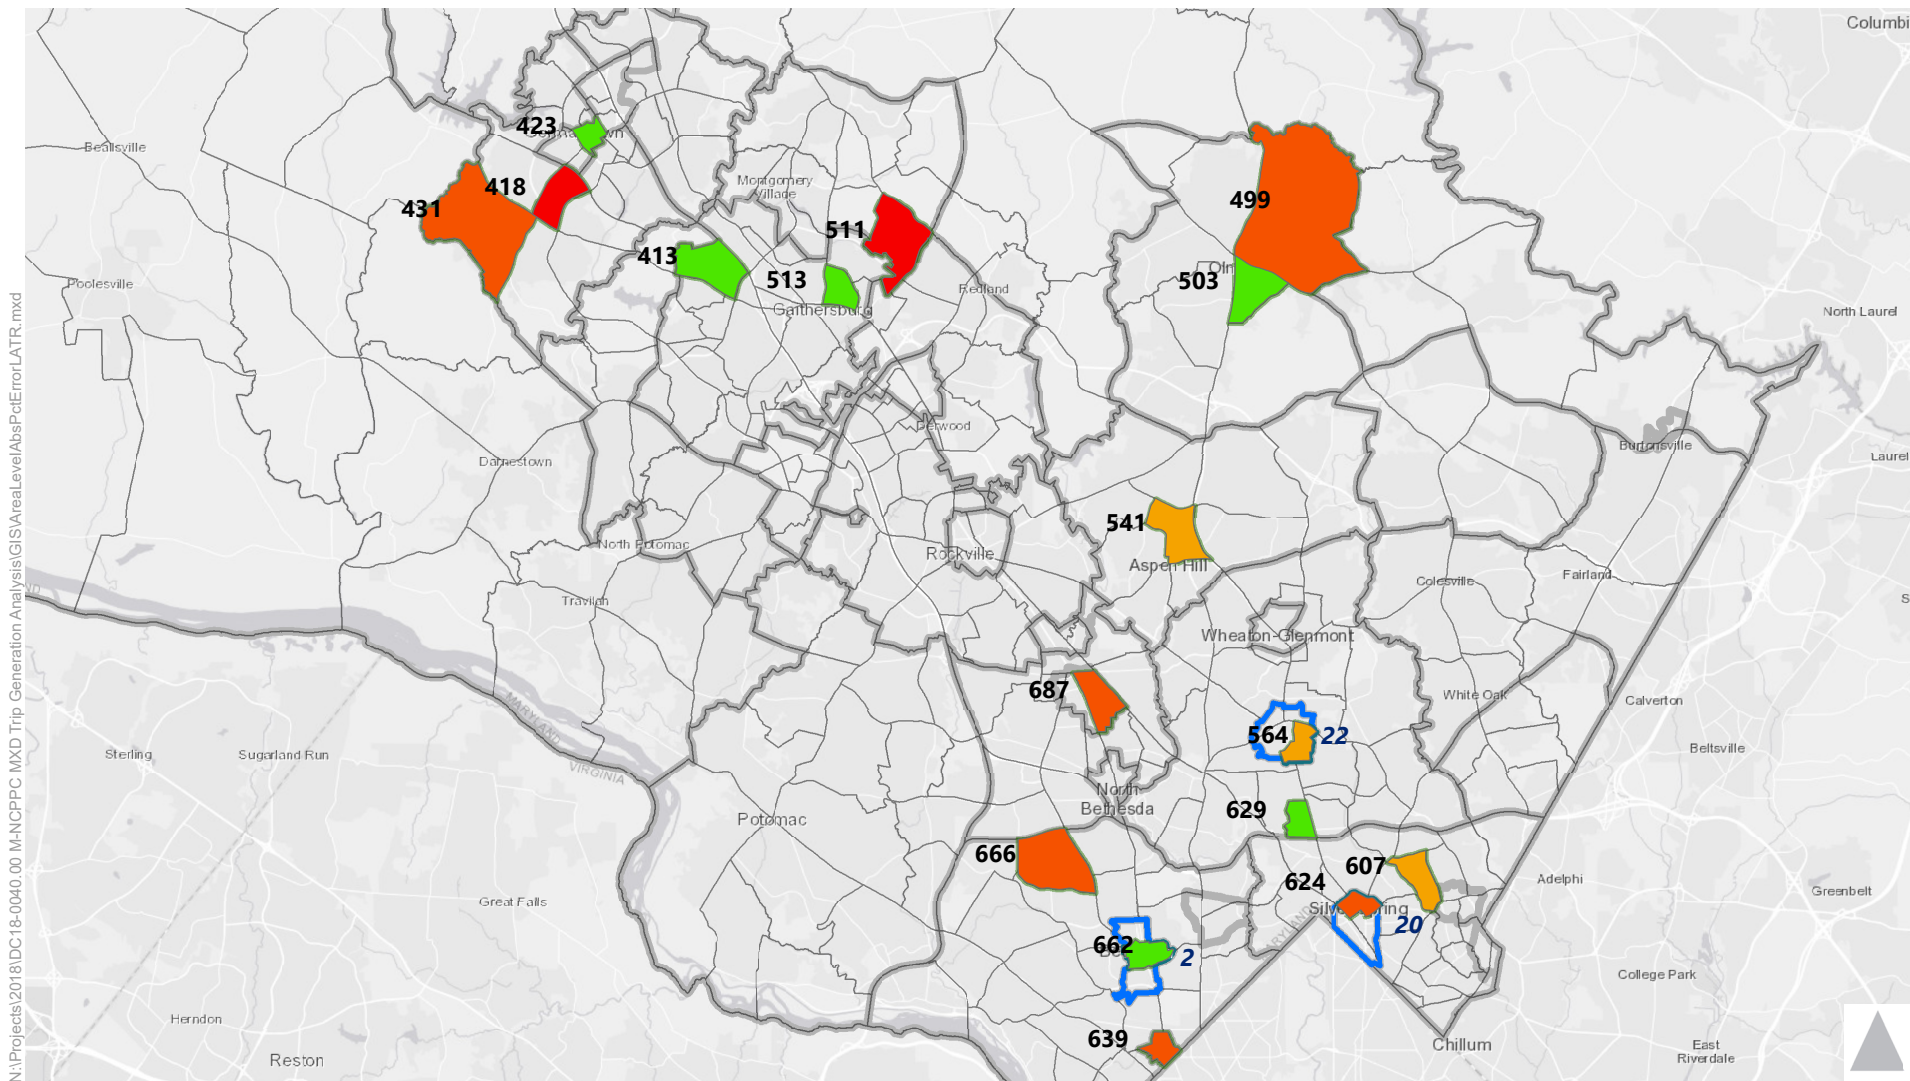 Columbi
423
Beallsville
Montgomery
Village
418
431
499
511
413
513
503
Poolesville
Redland
Gaithersburg
North Laurel
Derwood
Burtonsville
Laurel
Darnestown
541
North Potomac
Rockville
Aspen Hill
Colesville
Fairland
Travilah
Wheaton-Glenmont
687
White Oak
Calverton
MARYLAND
VIRGINIA
564
22
Sterling
Sugarland Run
Beltsville
North
Bethesda
629
Potomac
666
607
624
Adelphi
Greenbelt
Great Falls
20
662
2
College Park
Herndon
639
Chillum
East
Riverdale
Reston
N:\Projects\2018\DC18-0040.00 M-NCPPC MXD Trip Generation Analysis\GIS\AreaLevelAbsPctErrorLATR.mxd